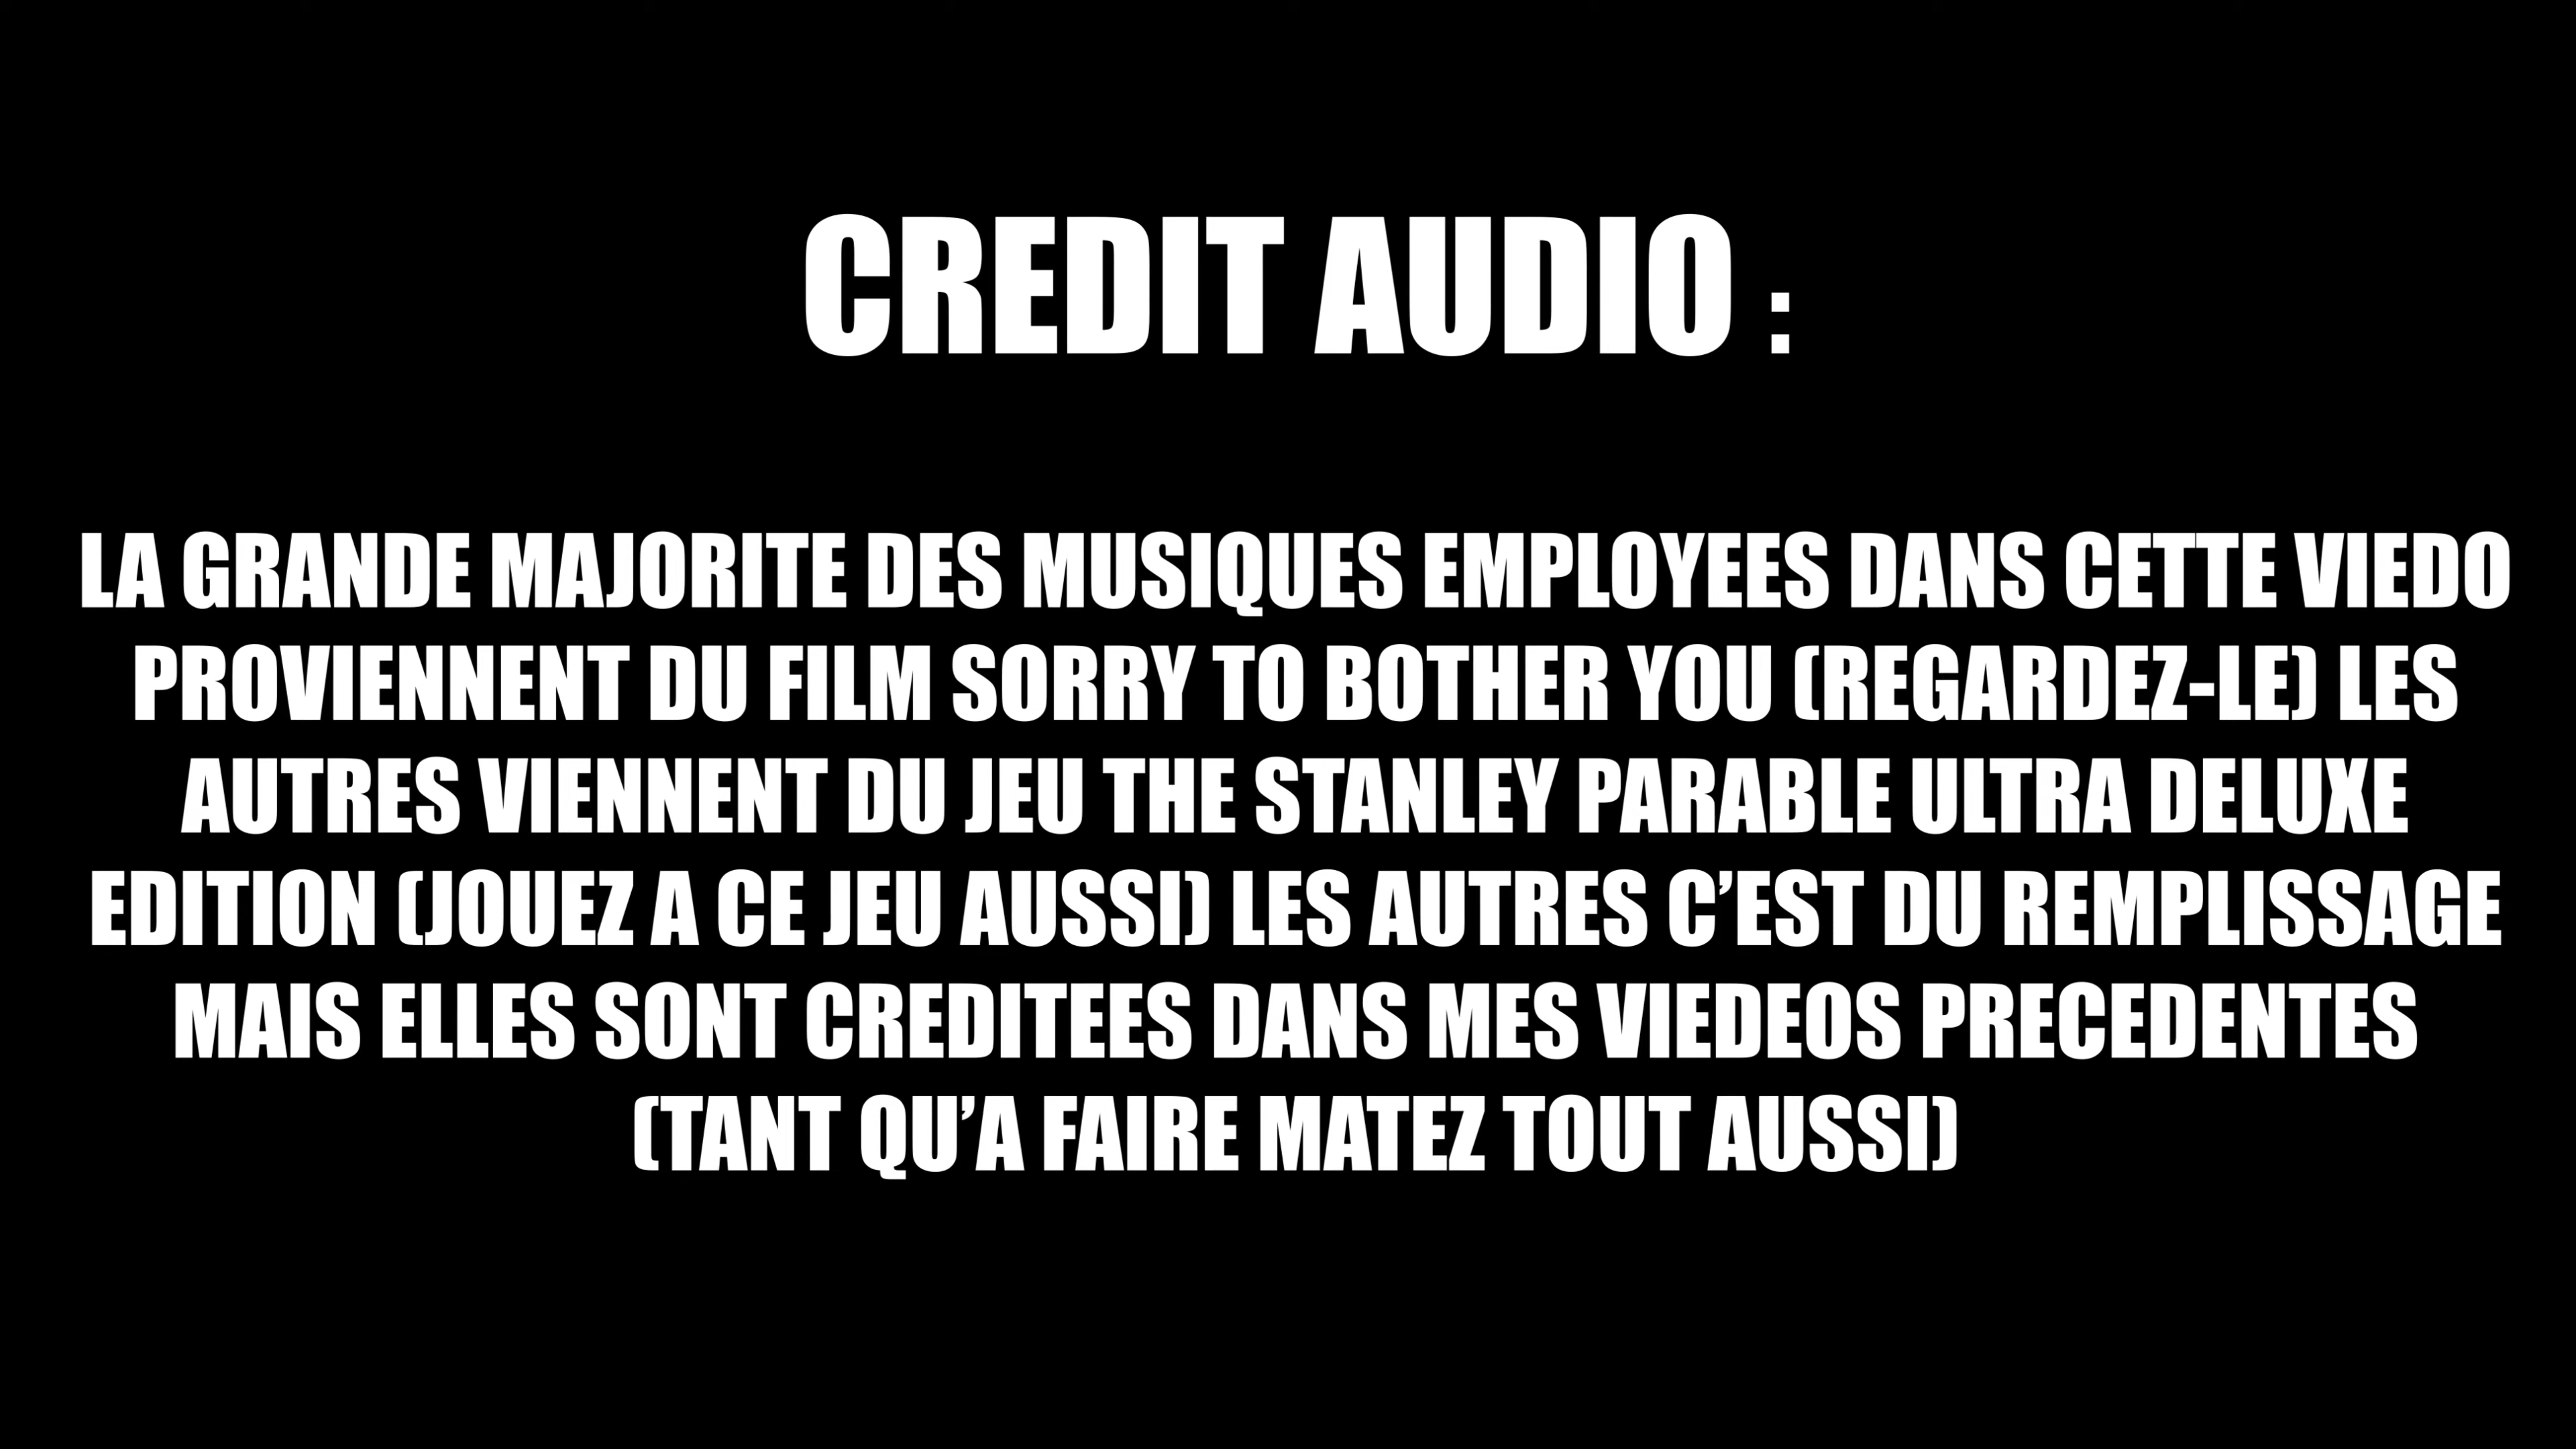 CREDIT AUDIO :
LA GRANDE MAJORITE DES MUSIQUES EMPLOYEES DANS CETTE VIEDO
PROVIENNENT DU FILM SORRY TO BOTHER YOU (REGARDEZ-LE) LES
AUTRES VIENNENT DU JEU THE STANLEY PARABLE ULTRA DELUXE
EDITION (JOUEZ A CE JEU AUSSI) LES AUTRES C’EST DU REMPLISSAGE
MAIS ELLES SONT CREDITEES DANS MES VIEDEOS PRECEDENTES
(TANT QU’A FAIRE MATEZ TOUT AUSSI)